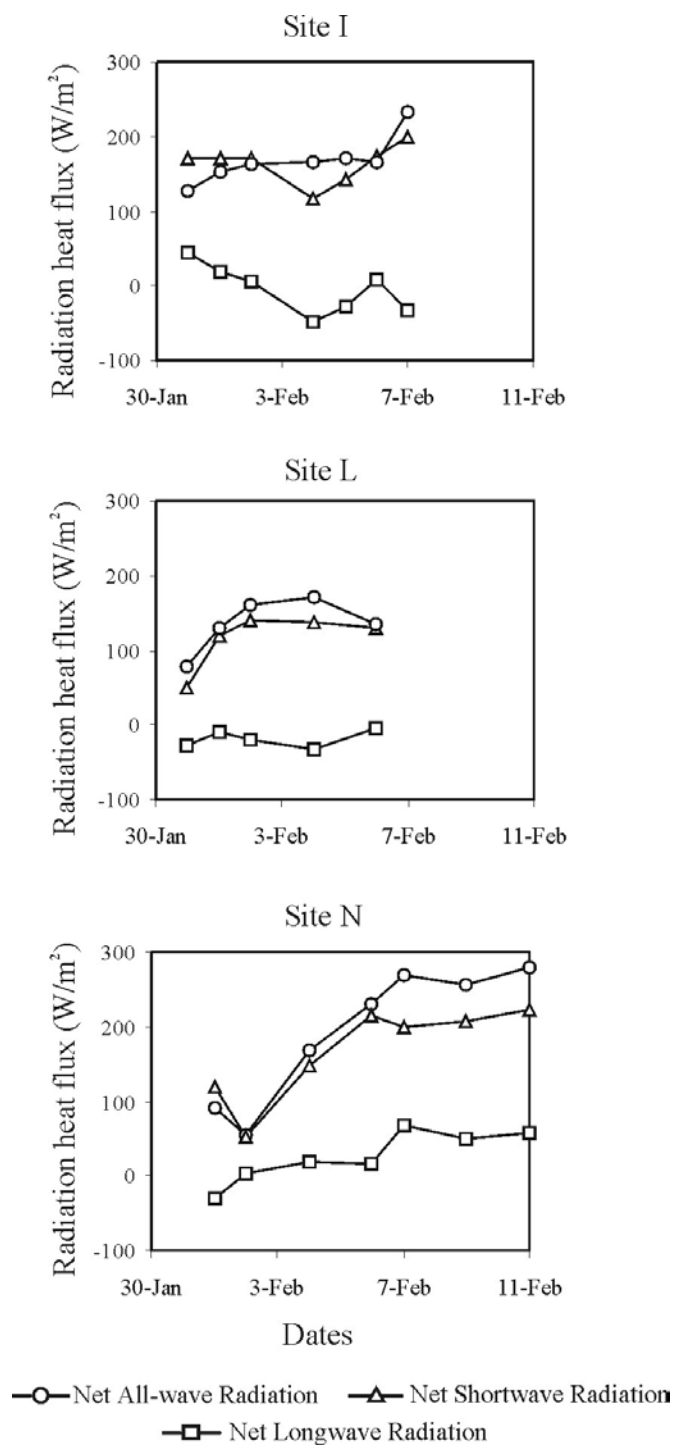 Site I
Radiation heat flux (W/m²)
300
200
100
0
-100
30-Jan 3-Feb 7-Feb 11-Feb
Site L
Radiation heat flux (W/m²)
300
200
100
0
-100
30-Jan 3-Feb 7-Feb 11-Feb
Site N
Radiation heat flux (W/m²)
300
200
100
0
-100
30-Jan 3-Feb 7-Feb 11-Feb
Dates
Net All-wave Radiation Net Shortwave Radiation
Net Longwave Radiation